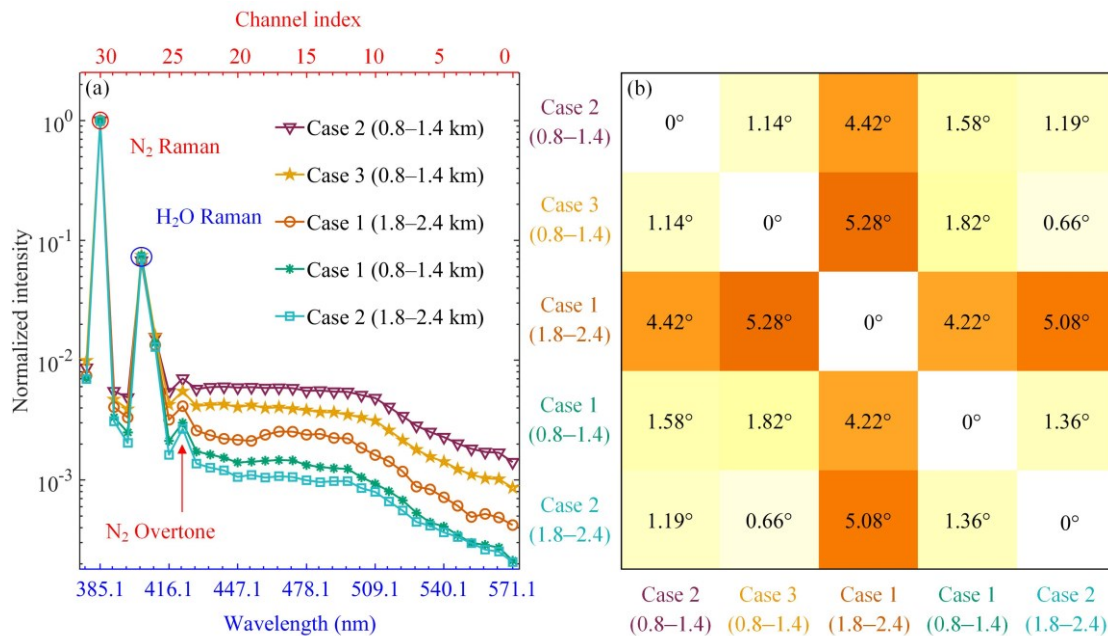 Channel index
30 25 20 15 10 5 0
(a)
10⁰
10⁻¹
10⁻²
10⁻³
Normalized intensity
N₂ Raman
H₂O Raman
N₂ Overtone
Case 2 (0.8–1.4 km)
Case 3 (0.8–1.4 km)
Case 1 (1.8–2.4 km)
Case 1 (0.8–1.4 km)
Case 2 (1.8–2.4 km)
385.1 416.1 447.1 478.1 509.1 540.1 571.1
Wavelength (nm)
(b)
Case 2
(0.8–1.4)
0° 1.14° 4.42° 1.58° 1.19°
Case 3
(0.8–1.4)
1.14° 0° 5.28° 1.82° 0.66°
Case 1
(1.8–2.4)
4.42° 5.28° 0° 4.22° 5.08°
Case 1
(0.8–1.4)
1.58° 1.82° 4.22° 0° 1.36°
Case 2
(1.8–2.4)
1.19° 0.66° 5.08° 1.36° 0°
Case 2 Case 3 Case 1 Case 1 Case 2
(0.8–1.4) (0.8–1.4) (1.8–2.4) (0.8–1.4) (1.8–2.4)